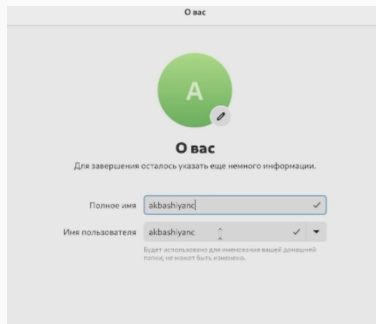 О вас
A
О вас
Для завершения осталось указать еще немного информации.
Полное имя akbashiyanc
Имя пользователя akbashiyanc
Будет использовано для именования вашей домашней
папки; не может быть изменено.